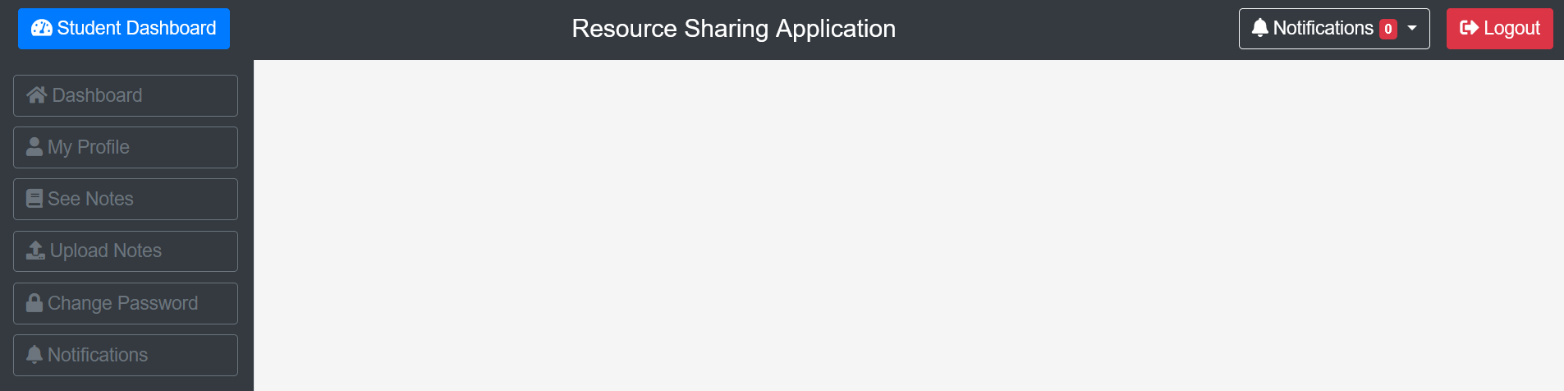 Student Dashboard
Resource Sharing Application
Notifications 0
Logout
Dashboard
My Profile
See Notes
Upload Notes
Change Password
Notifications